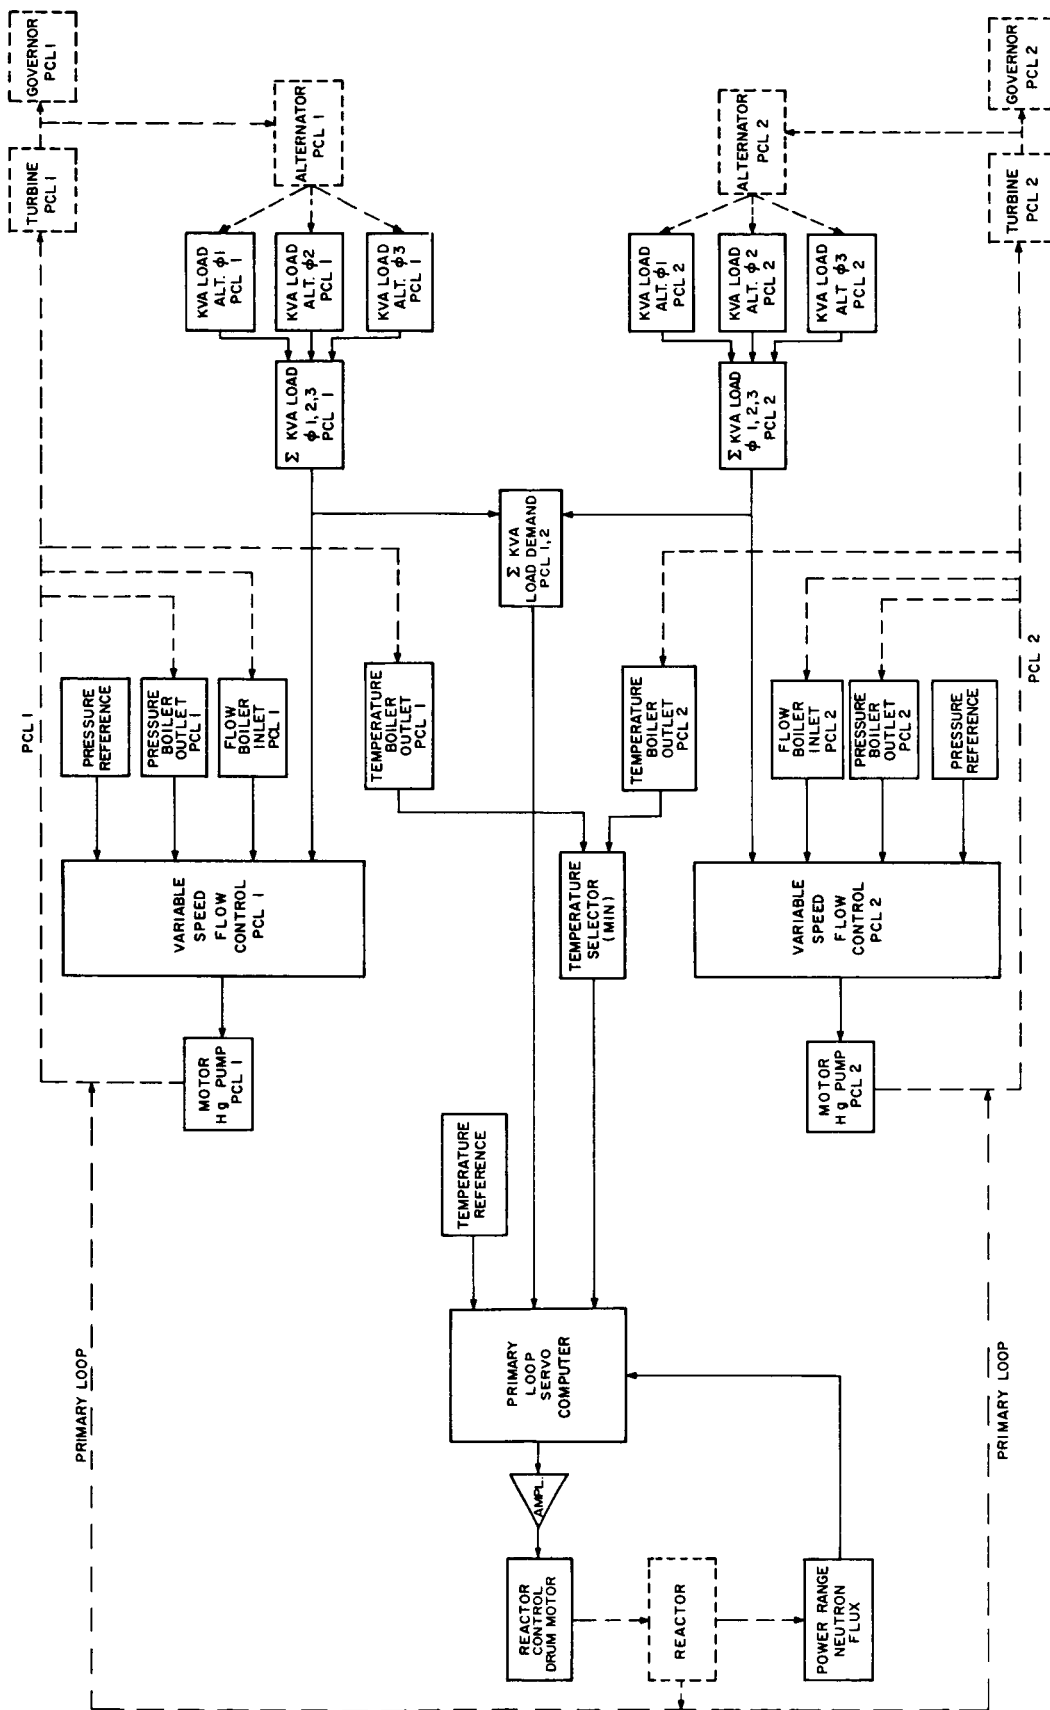 GOVERNOR
PCL 1
TURBINE
PCL 1
ALTERNATOR
PCL 1
KVA LOAD
ALT. ϕ1
PCL 1
KVA LOAD
ALT. ϕ2
PCL 1
KVA LOAD
ALT. ϕ3
PCL 1
Σ KVA LOAD
ϕ 1,2,3
PCL 1
ALTERNATOR
PCL 2
GOVERNOR
PCL 2
TURBINE
PCL 2
KVA LOAD
ALT. ϕ1
PCL 2
KVA LOAD
ALT. ϕ2
PCL 2
KVA LOAD
ALT ϕ3
PCL 2
Σ KVA LOAD
ϕ 1,2,3
PCL 2
Σ KVA
LOAD DEMAND
PCL 1,2
PCL 1
PRESSURE
REFERENCE
PRESSURE
BOILER
OUTLET
PCL 1
FLOW
BOILER
INLET
PCL 1
TEMPERATURE
BOILER
OUTLET
PCL 1
TEMPERATURE
BOILER
OUTLET
PCL 2
FLOW
BOILER
INLET
PCL 2
PRESSURE
BOILER
OUTLET
PCL 2
PRESSURE
REFERENCE
PCL 2
VARIABLE
SPEED
FLOW
CONTROL
PCL 1
TEMPERATURE
SELECTOR
(MIN)
VARIABLE
SPEED
FLOW
CONTROL
PCL 2
MOTOR
Hg PUMP
PCL 1
MOTOR
Hg PUMP
PCL 2
TEMPERATURE
REFERENCE
PRIMARY LOOP
PRIMARY
LOOP
SERVO
COMPUTER
PRIMARY LOOP
AMPL.
REACTOR
CONTROL
DRUM MOTOR
REACTOR
POWER RANGE
NEUTRON
FLUX